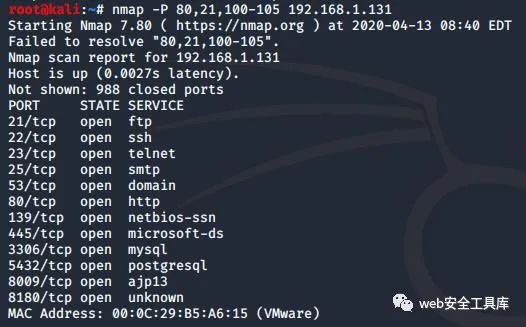 root@kali:~# nmap -P 80,21,100-105 192.168.1.131
Starting Nmap 7.80 ( https://nmap.org ) at 2020-04-13 08:40 EDT
Failed to resolve "80,21,100-105".
Nmap scan report for 192.168.1.131
Host is up (0.0027s latency).
Not shown: 988 closed ports
PORT     STATE SERVICE
21/tcp   open  ftp
22/tcp   open  ssh
23/tcp   open  telnet
25/tcp   open  smtp
53/tcp   open  domain
80/tcp   open  http
139/tcp  open  netbios-ssn
445/tcp  open  microsoft-ds
3306/tcp open  mysql
5432/tcp open  postgresql
8009/tcp open  ajp13
8180/tcp open  unknown
MAC Address: 00:0C:29:B5:A6:15 (VMware)
web安全工具库